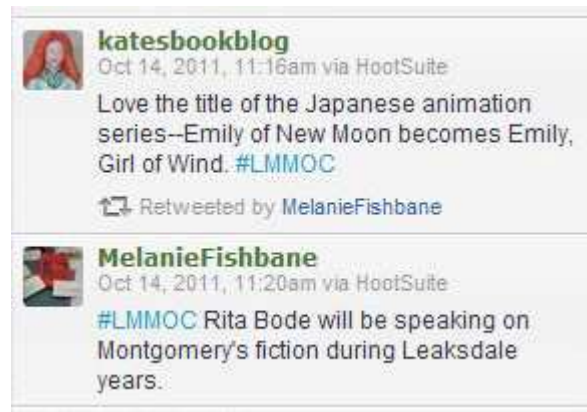 katesbookblog
Oct 14, 2011, 11:16am via HootSuite
Love the title of the Japanese animation
series--Emily of New Moon becomes Emily,
Girl of Wind. #LMMOC
Retweeted by MelanieFishbane
MelanieFishbane
Oct 14, 2011, 11:20am via HootSuite
#LMMOC Rita Bode will be speaking on
Montgomery's fiction during Leaksdale
years.